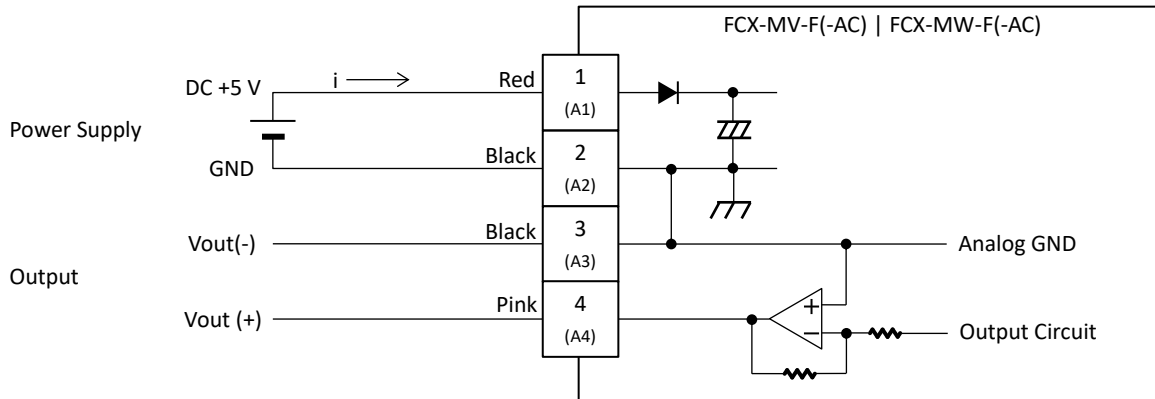 FCX-MV-F(-AC) | FCX-MW-F(-AC)
DC +5 V
i
Red
1
(A1)
Power Supply
GND
Black
2
(A2)
Vout(-)
Black
3
(A3)
Analog GND
Output
Vout (+)
Pink
4
(A4)
+
−
Output Circuit